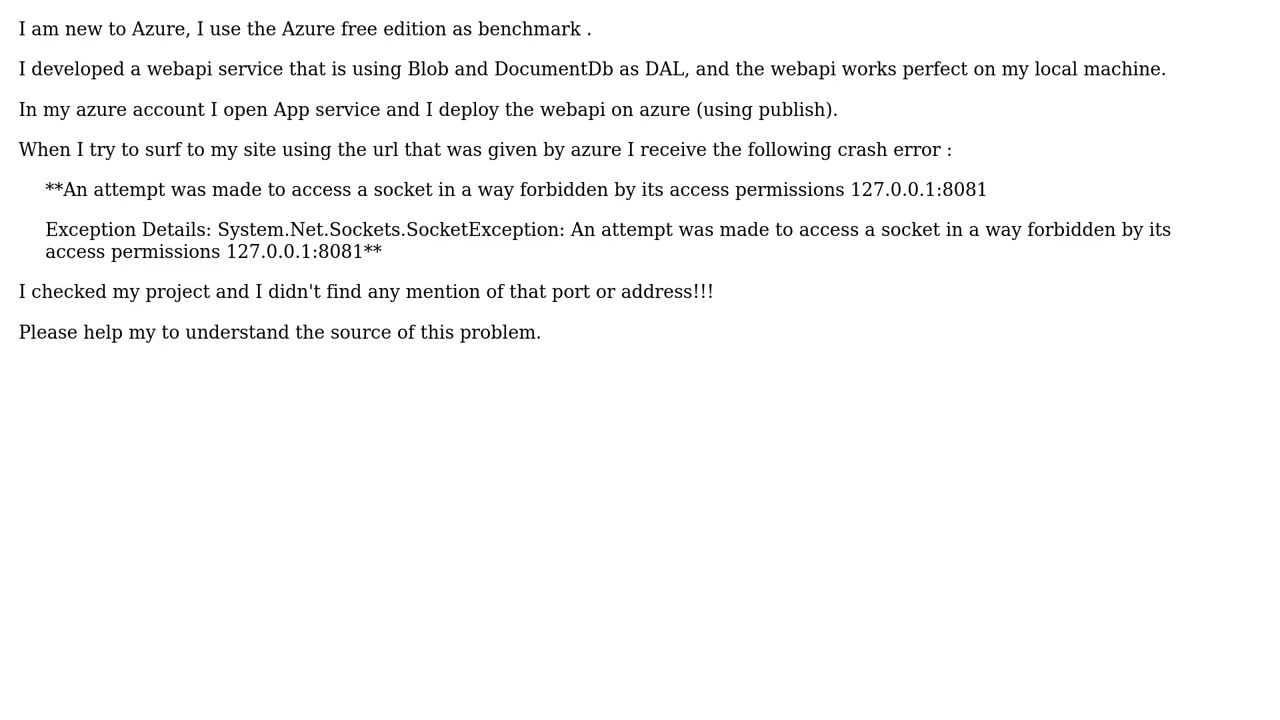 I am new to Azure, I use the Azure free edition as benchmark .
I developed a webapi service that is using Blob and DocumentDb as DAL, and the webapi works perfect on my local machine.
In my azure account I open App service and I deploy the webapi on azure (using publish).
When I try to surf to my site using the url that was given by azure I receive the following crash error :
**An attempt was made to access a socket in a way forbidden by its access permissions 127.0.0.1:8081
Exception Details: System.Net.Sockets.SocketException: An attempt was made to access a socket in a way forbidden by its
access permissions 127.0.0.1:8081**
I checked my project and I didn't find any mention of that port or address!!!
Please help my to understand the source of this problem.